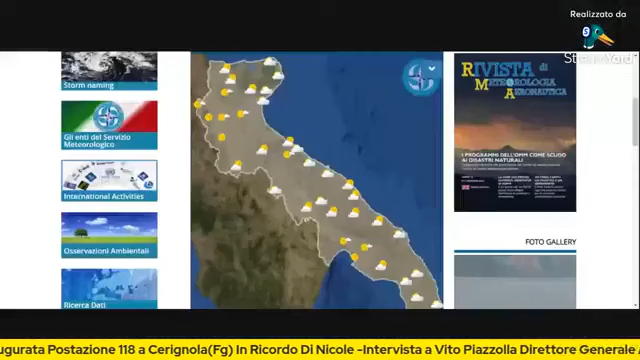 Realizzato da
StreamYard
Storm naming
Gli enti del Servizio
Meteorologico
International Activities
Osservazioni Ambientali
Ricerca Dati
RIVISTA di
METEOROLOGIA
AERONAUTICA
I PROGRAMMI DELL'OMM COME SCUDO
AI DISASTRI NATURALI
FOTO GALLERY
ugurata Postazione 118 a Cerignola(Fg) In Ricordo Di Nicole -Intervista a Vito Piazzolla Direttore Generale